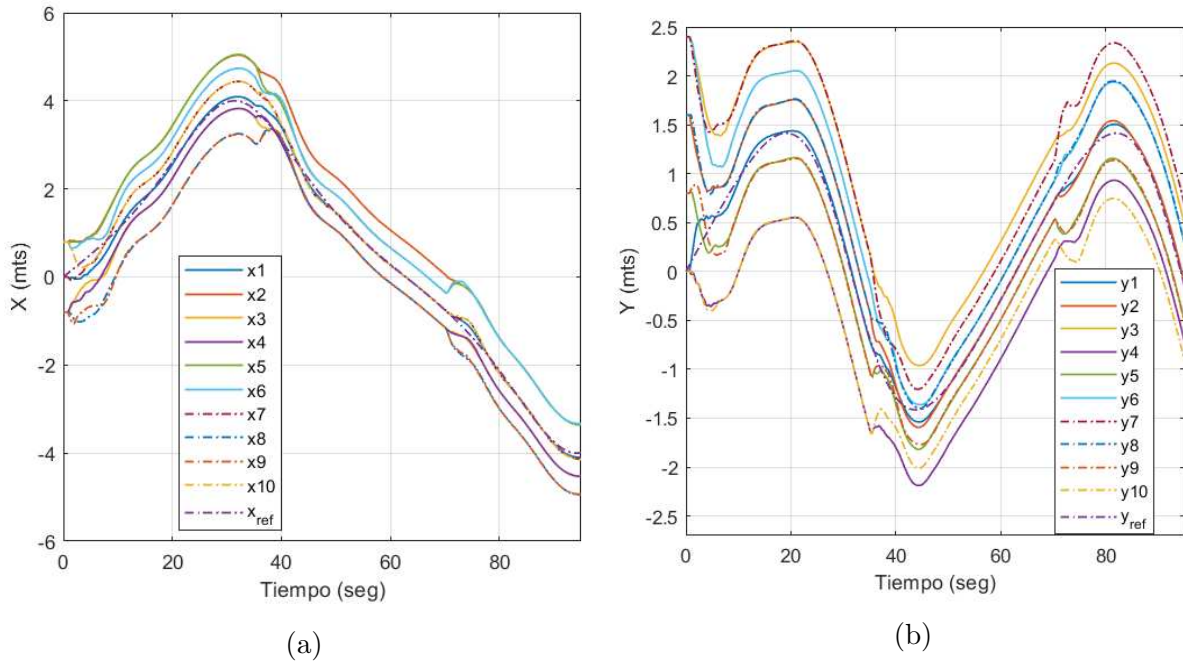 6
4
2
0
-2
-4
-6
X (mts)
0
20
40
60
80
Tiempo (seg)
x1
x2
x3
x4
x5
x6
x7
x8
x9
x10
x_ref
(a)
2.5
2
1.5
1
0.5
0
-0.5
-1
-1.5
-2
-2.5
Y (mts)
0
20
40
60
80
Tiempo (seg)
y1
y2
y3
y4
y5
y6
y7
y8
y9
y10
y_ref
(b)